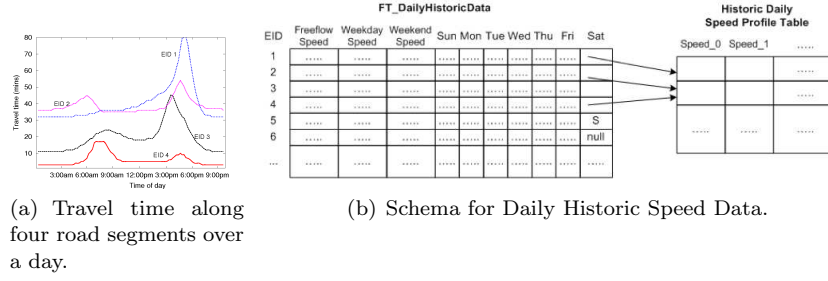 FT_DailyHistoricData
Historic Daily
Speed Profile Table
EID Freeflow Speed Weekday Speed Weekend Speed Sun Mon Tue Wed Thu Fri Sat
Speed_0 Speed_1 .....
1 ..... ..... ..... ..... ..... ..... ..... ..... .....
2 ..... ..... ..... ..... ..... ..... ..... ..... .....
3 ..... ..... ..... ..... ..... ..... ..... ..... .....
4 ..... ..... ..... ..... ..... ..... ..... ..... .....
5 ..... ..... ..... ..... ..... ..... ..... ..... ..... S
6 ..... ..... ..... ..... ..... ..... ..... ..... ..... null
... ..... ..... ..... ..... ..... ..... ..... ..... ..... .....
.....
.....
..... ..... .....
Travel time (mins)
80
70
60
50
40
30
20
10
EID 1
EID 2
EID 3
EID 4
3:00am 6:00am 9:00am 12:00pm 3:00pm 6:00pm 9:00pm
Time of day
(a) Travel time along
four road segments over
a day.
(b) Schema for Daily Historic Speed Data.